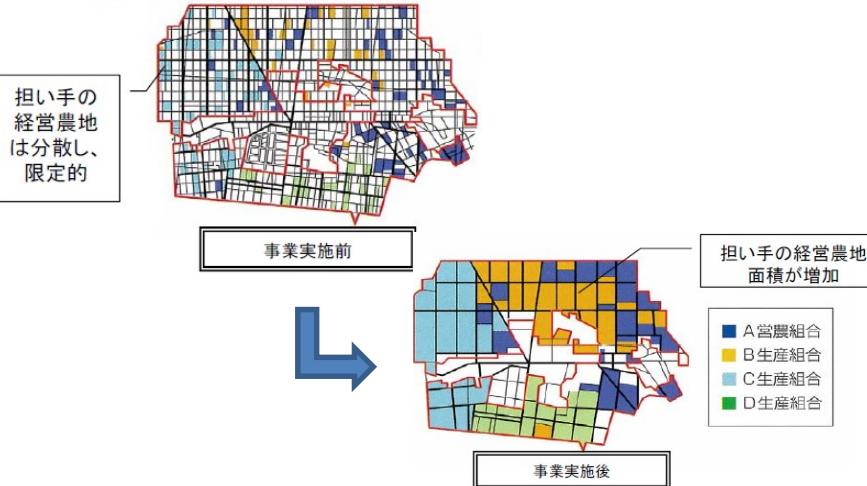 担い手の
経営農地
は分散し、
限定的
事業実施前
担い手の経営農地
面積が増加
A営農組合
B生産組合
C生産組合
D生産組合
事業実施後